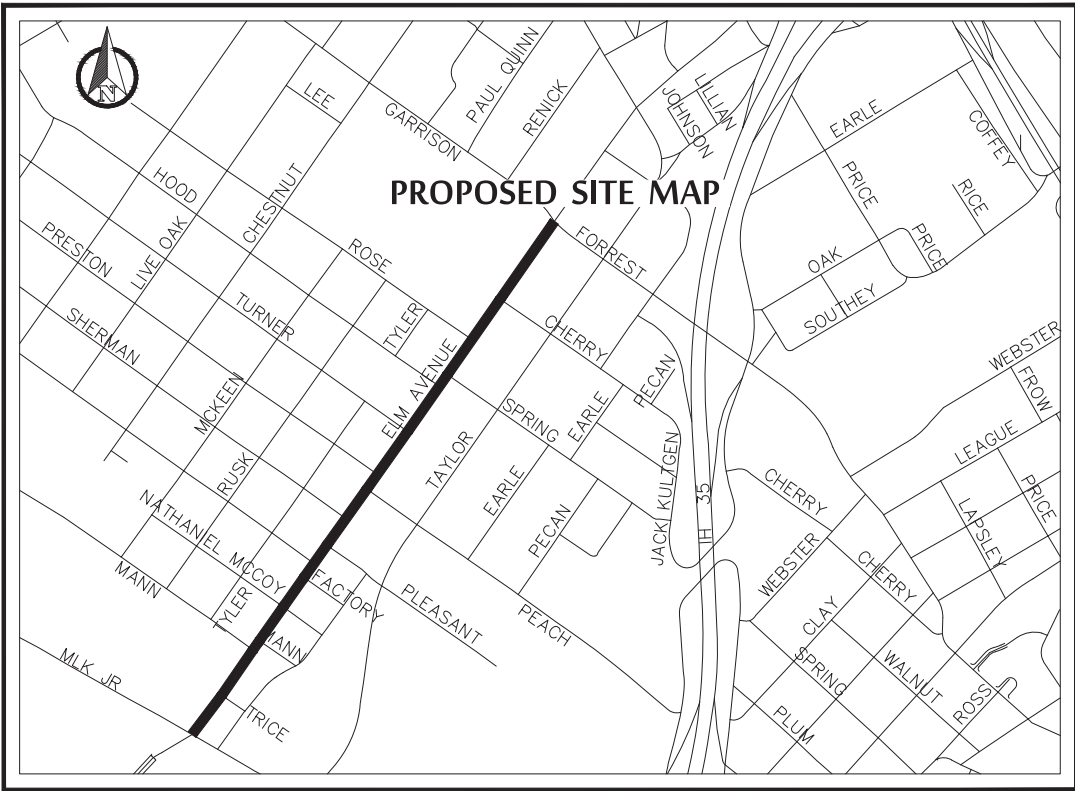 N
LEE
GARRISON
PAUL QUINN
RENICK
JOHNSON
LILLIAN
EARLE
COFFEY
PROPOSED SITE MAP
HOOD
CHESTNUT
LIVE OAK
PRESTON
ROSE
FORREST
PRICE
RICE
PRICE
OAK
SOUTHEY
SHERMAN
TURNER
TYLER
ELM AVENUE
CHERRY
PECAN
WEBSTER
FROW
MCKEEN
SPRING
EARLE
LEAGUE
RUSK
TAYLOR
EARLE
PECAN
JACK KULTGEN
IH 35
CHERRY
PRICE
LAPSLEY
NATHANIEL MCCOY
MANN
TYLER
FACTORY
PLEASANT
PEACH
WEBSTER
CHERRY
CLAY
MANN
MLK JR
SPRING
WALNUT
ROSS
TRICE
PLUM